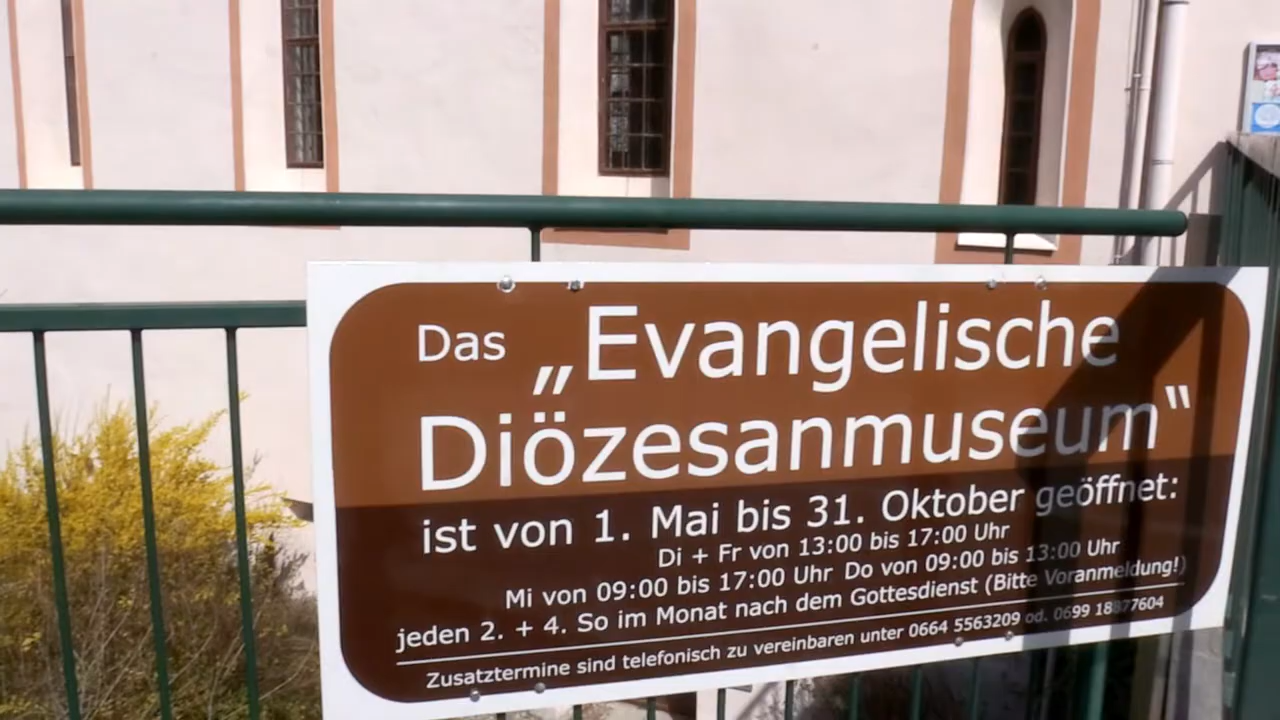 Das „Evangelische
Diözesanmuseum“
ist von 1. Mai bis 31. Oktober geöffnet:
Di + Fr von 13:00 bis 17:00 Uhr
Mi von 09:00 bis 17:00 Uhr Do von 09:00 bis 13:00 Uhr
jeden 2. + 4. So im Monat nach dem Gottesdienst (Bitte Voranmeldung!)
Zusatztermine sind telefonisch zu vereinbaren unter 0664 5563209 od. 0699 18877604